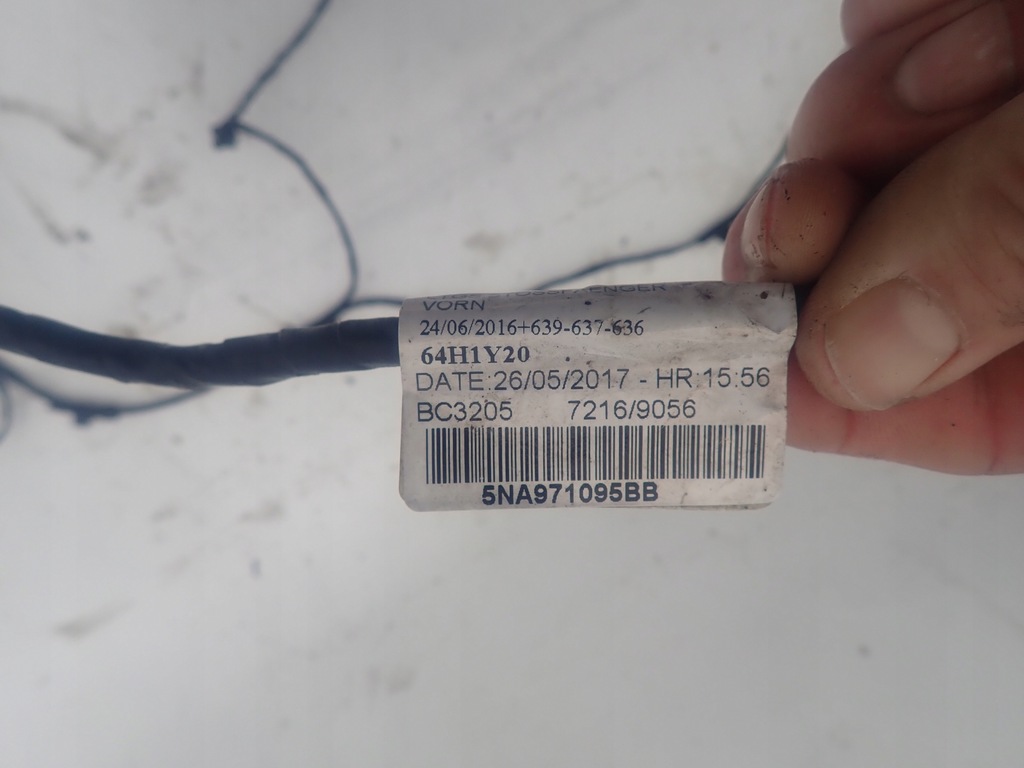 VORN
24/06/2016+639-637-636
64H1Y20
DATE:26/05/2017 - HR:15:56
BC3205 7216/9056
5NA971095BB